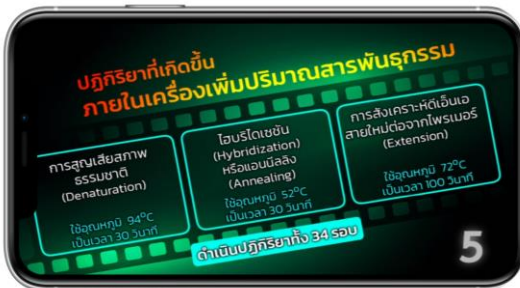 ปฏิกิริยาที่เกิดขึ้น
ภายในเครื่องเพิ่มปริมาณสารพันธุกรรม
การสูญเสียสภาพ
ธรรมชาติ
(Denaturation)
ใช้อุณหภูมิ 94°C
เป็นเวลา 30 วินาที
ไฮบริไดเซชัน
(Hybridization)
หรือแอนนีลลิง
(Annealing)
ใช้อุณหภูมิ 52°C
เป็นเวลา 30 วินาที
การสังเคราะห์ดีเอ็นเอ
สายใหม่ต่อจากไพรเมอร์
(Extension)
ใช้อุณหภูมิ 72°C
เป็นเวลา 100 วินาที
ดำเนินปฏิกิริยาทั้ง 34 รอบ
5